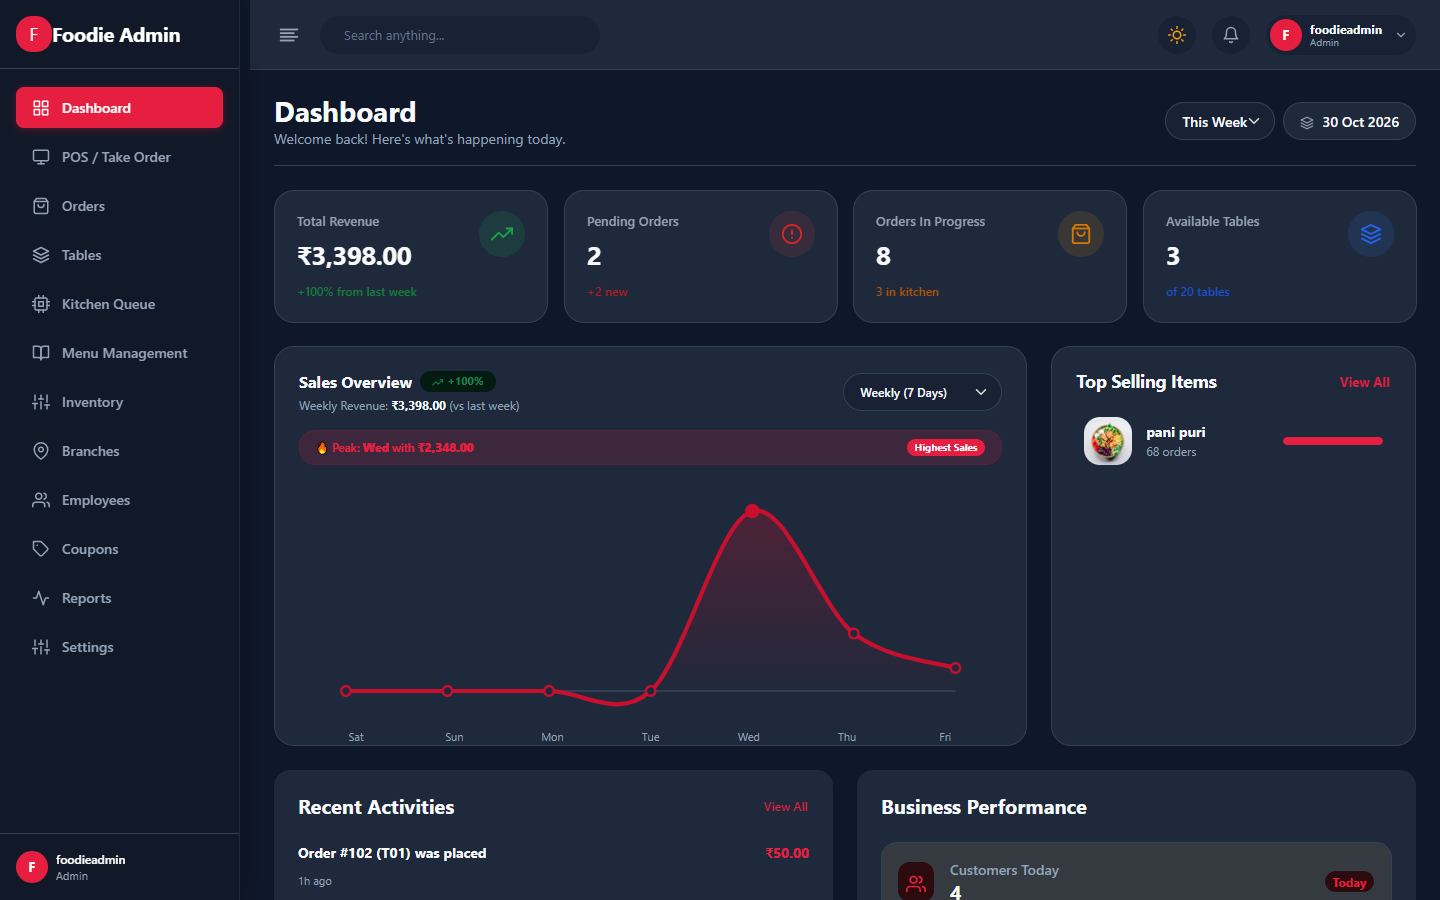 F Foodie Admin
Dashboard
POS / Take Order
Orders
Tables
Kitchen Queue
Menu Management
Inventory
Branches
Employees
Coupons
Reports
Settings
F foodieadmin
Admin
Search anything...
F foodieadmin
Admin
Dashboard
Welcome back! Here's what's happening today.
This Week
30 Oct 2026
Total Revenue
₹3,398.00
+100% from last week
Pending Orders
2
+2 new
Orders In Progress
8
3 in kitchen
Available Tables
3
of 20 tables
Sales Overview +100%
Weekly Revenue: ₹3,398.00 (vs last week)
Weekly (7 Days)
🔥 Peak: Wed with ₹2,348.00
Highest Sales
Sat Sun Mon Tue Wed Thu Fri
Top Selling Items View All
pani puri
68 orders
Recent Activities View All
Order #102 (T01) was placed ₹50.00
1h ago
Business Performance
Customers Today
4
Today